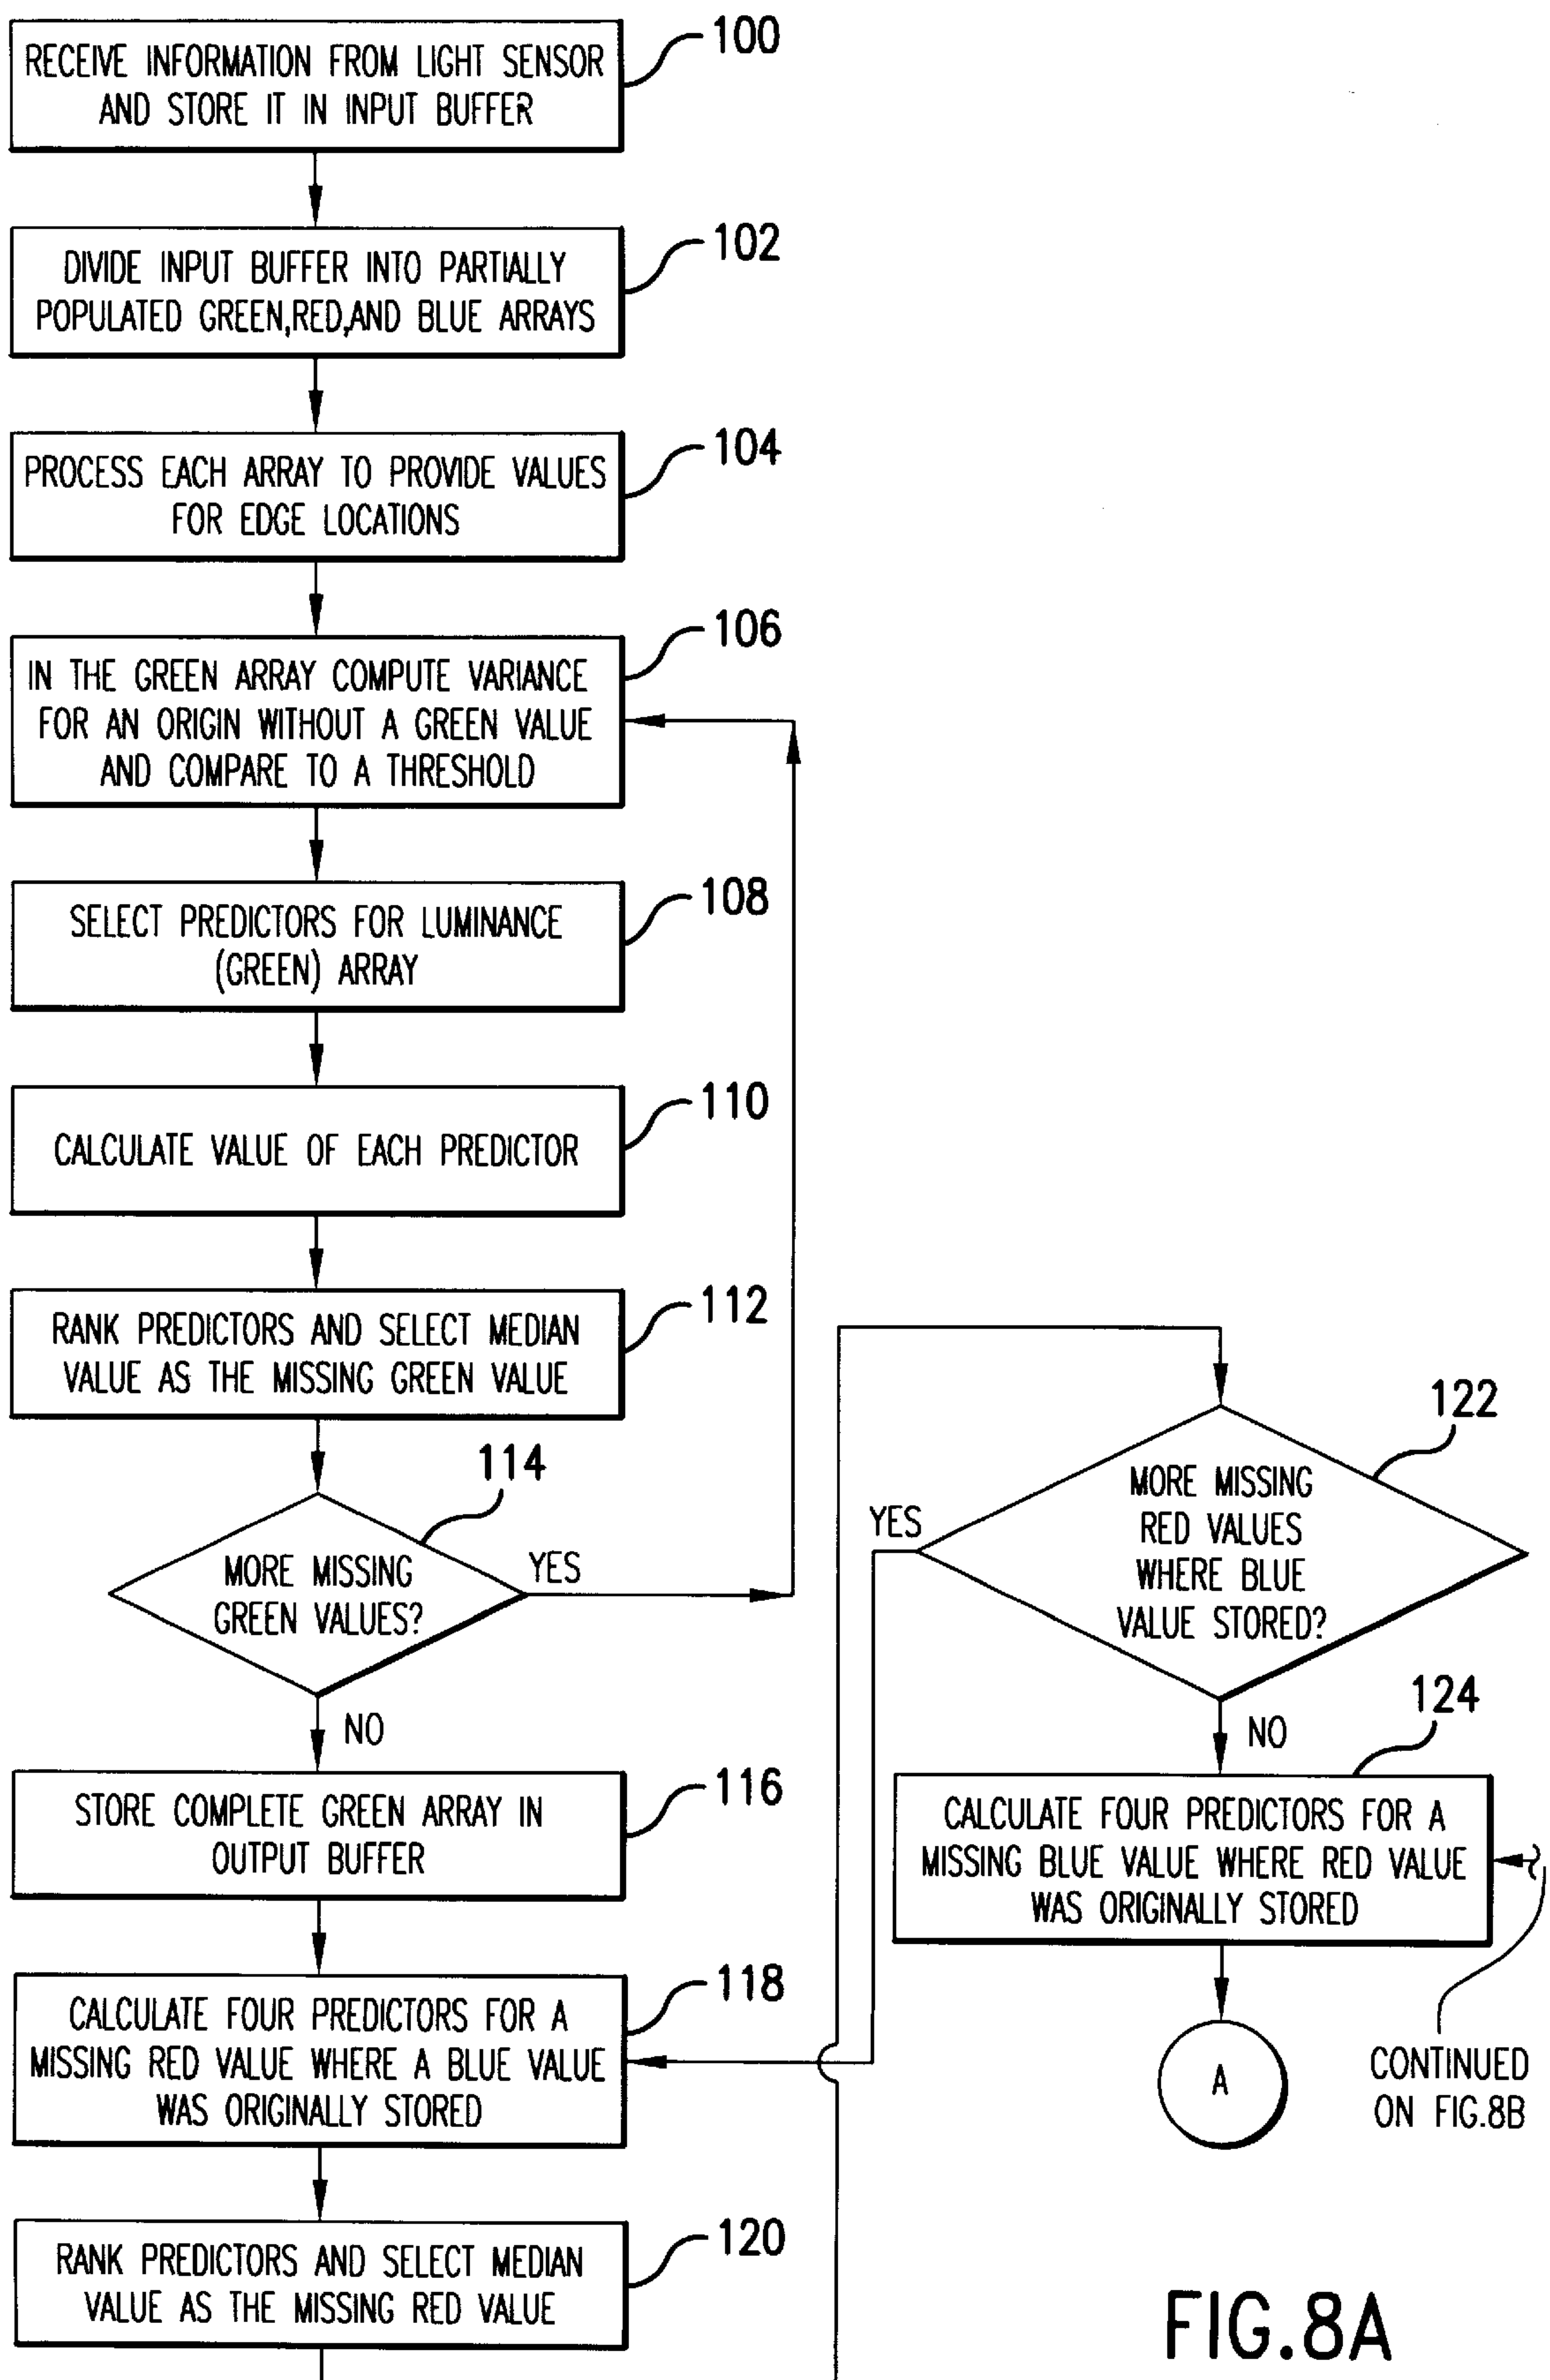 100
RECEIVE INFORMATION FROM LIGHT SENSOR
AND STORE IT IN INPUT BUFFER
102
DIVIDE INPUT BUFFER INTO PARTIALLY
POPULATED GREEN,RED,AND BLUE ARRAYS
104
PROCESS EACH ARRAY TO PROVIDE VALUES
FOR EDGE LOCATIONS
106
IN THE GREEN ARRAY COMPUTE VARIANCE
FOR AN ORIGIN WITHOUT A GREEN VALUE
AND COMPARE TO A THRESHOLD
108
SELECT PREDICTORS FOR LUMINANCE
(GREEN) ARRAY
110
CALCULATE VALUE OF EACH PREDICTOR
112
RANK PREDICTORS AND SELECT MEDIAN
VALUE AS THE MISSING GREEN VALUE
114
MORE MISSING
GREEN VALUES?
YES
NO
116
STORE COMPLETE GREEN ARRAY IN
OUTPUT BUFFER
118
CALCULATE FOUR PREDICTORS FOR A
MISSING RED VALUE WHERE A BLUE VALUE
WAS ORIGINALLY STORED
120
RANK PREDICTORS AND SELECT MEDIAN
VALUE AS THE MISSING RED VALUE
122
MORE MISSING
RED VALUES
WHERE BLUE
VALUE STORED?
YES
NO
124
CALCULATE FOUR PREDICTORS FOR A
MISSING BLUE VALUE WHERE RED VALUE
WAS ORIGINALLY STORED
A
CONTINUED
ON FIG.8B
FIG.8A